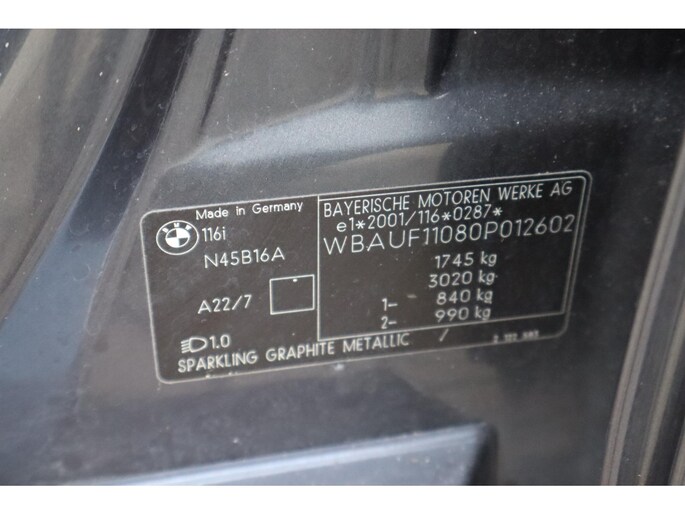 BMW
Made in Germany
116i
N45B16A
A22/7
1.0
SPARKLING GRAPHITE METALLIC /
BAYERISCHE MOTOREN WERKE AG
e1*2001/116*0287*
WBAUF11080P012602
1745 kg
3020 kg
1- 840 kg
2- 990 kg